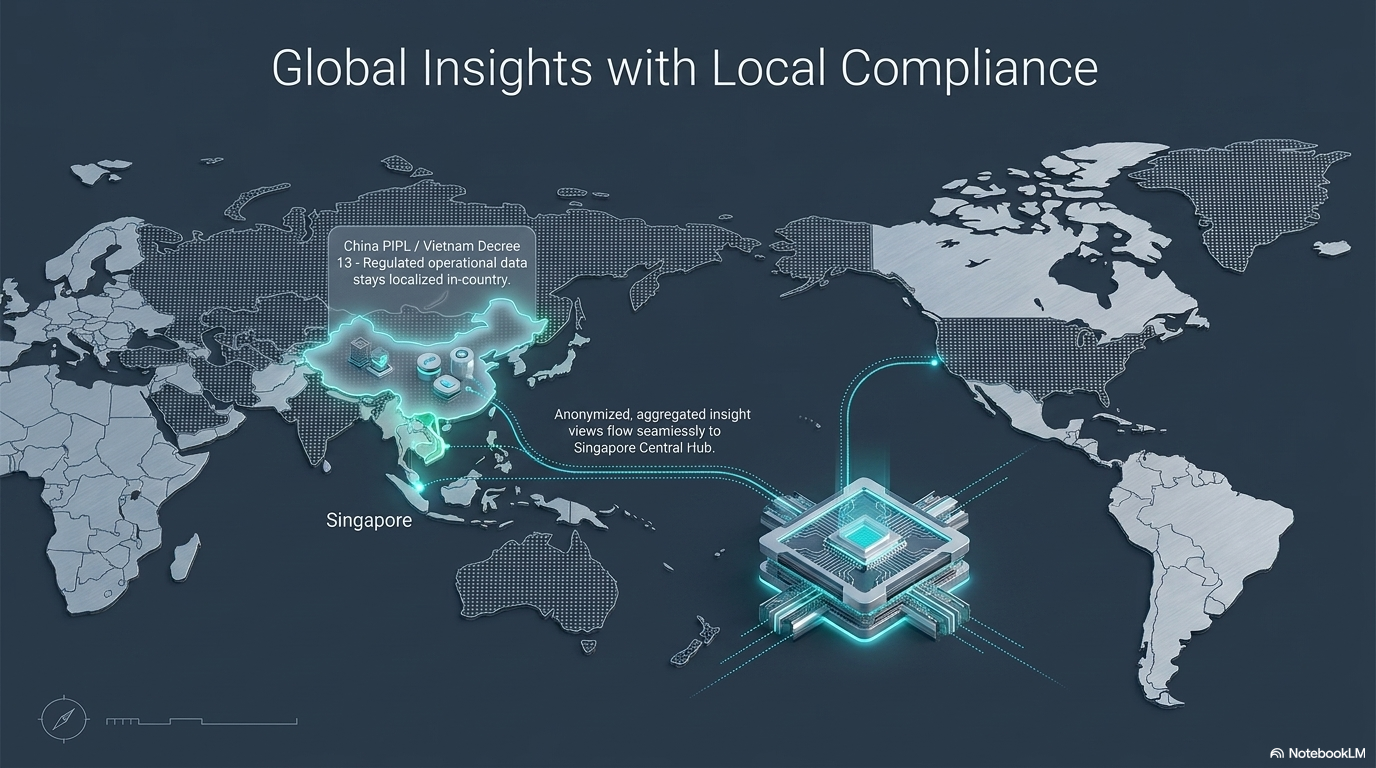 Global Insights with Local Compliance
China PIPL / Vietnam Decree
13 - Regulated operational data
stays localized in-country.
Anonymized, aggregated insight
views flow seamiessly to
Singapore Central Hub.
Singapore
NotebookLM